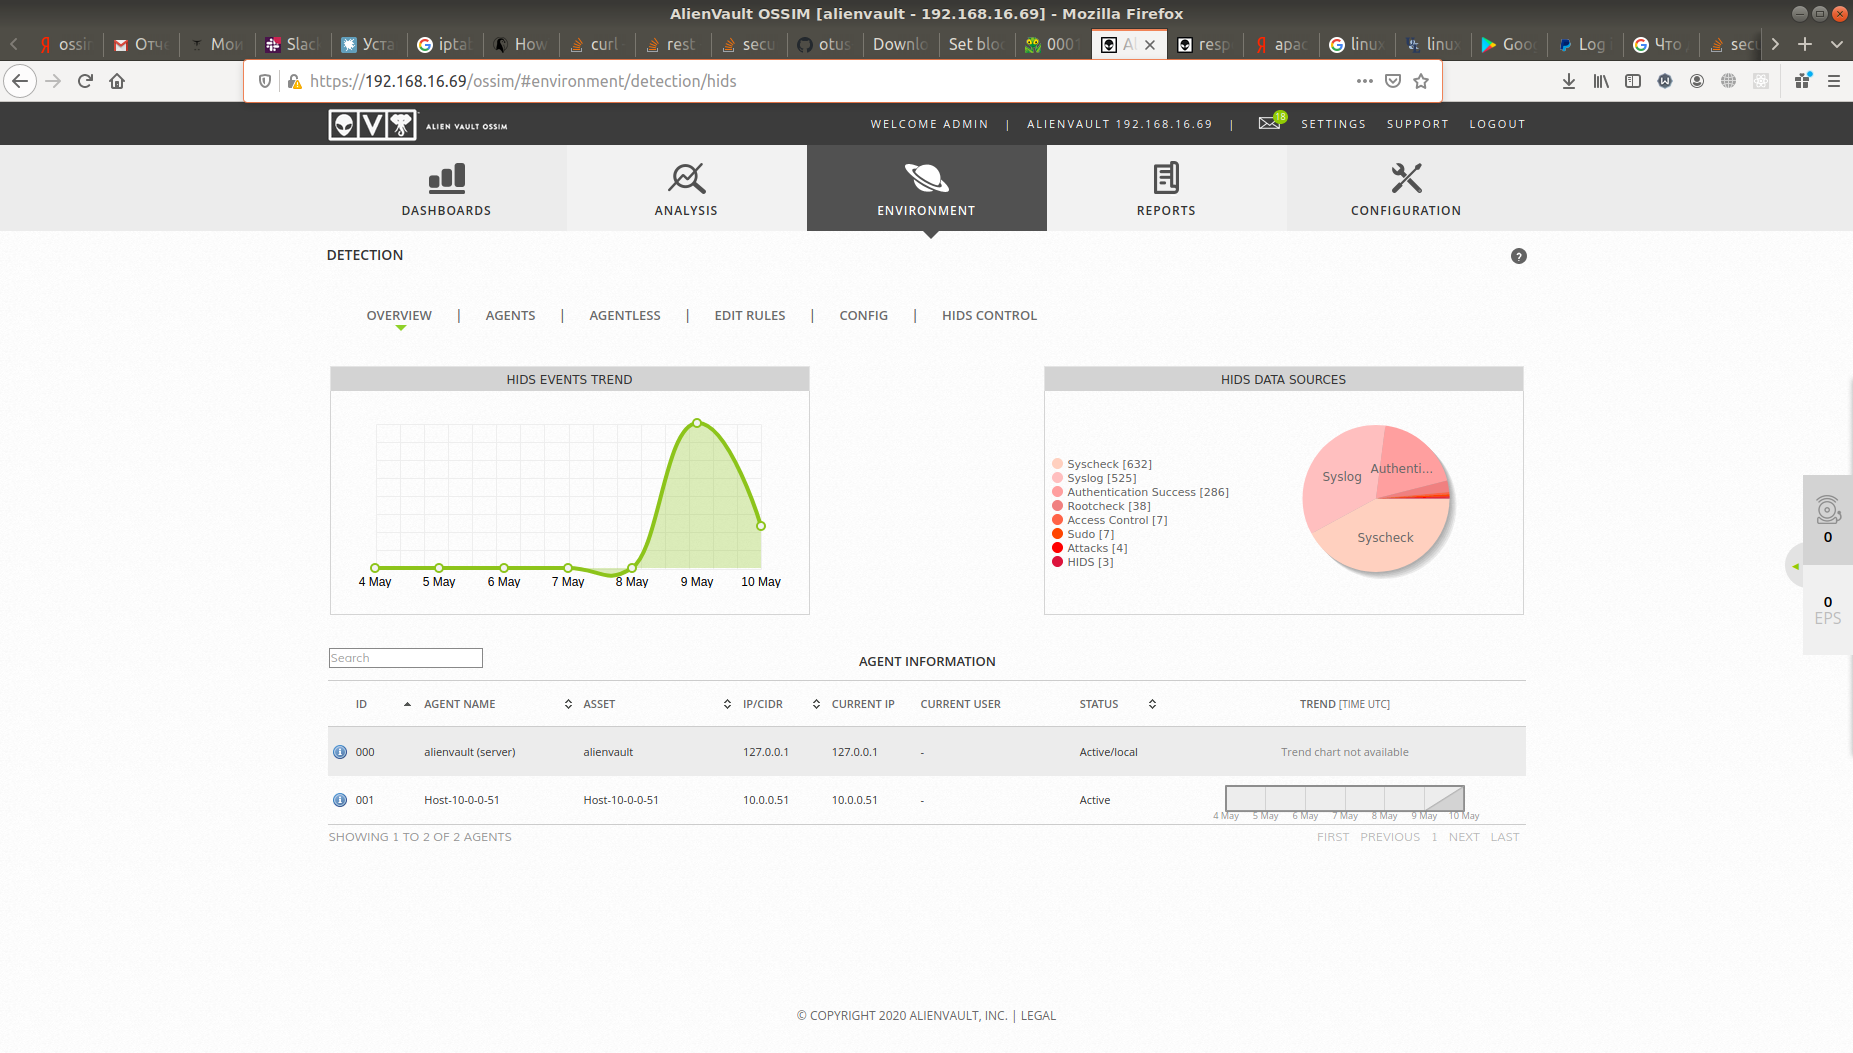 AlienVault OSSIM [alienvault - 192.168.16.69] - Mozilla Firefox
ossir Отче Мои Slac Уста ipta How curl rest secu otus Downlo Set bloc 0001 Al resp apac linux linux Goo Log Что secu
https://192.168.16.69/ossim/#environment/detection/hids
ALIEN VAULT OSSIM
WELCOME ADMIN | ALIENVAULT 192.168.16.69 | 18 SETTINGS SUPPORT LOGOUT
DASHBOARDS ANALYSIS ENVIRONMENT REPORTS CONFIGURATION
DETECTION
OVERVIEW | AGENTS | AGENTLESS | EDIT RULES | CONFIG | HIDS CONTROL
HIDS EVENTS TREND
4 May 5 May 6 May 7 May 8 May 9 May 10 May
HIDS DATA SOURCES
Syscheck [632]
Syslog [525]
Authentication Success [286]
Rootcheck [38]
Access Control [7]
Sudo [7]
Attacks [4]
HIDS [3]
Syslog
Authenti...
Syscheck
0
0
EPS
Search
AGENT INFORMATION
ID AGENT NAME ASSET IP/CIDR CURRENT IP CURRENT USER STATUS TREND [TIME UTC]
000 alienvault (server) alienvault 127.0.0.1 127.0.0.1 - Active/local Trend chart not available
001 Host-10-0-0-51 Host-10-0-0-51 10.0.0.51 10.0.0.51 - Active
4 May 5 May 6 May 7 May 8 May 9 May 10 May
SHOWING 1 TO 2 OF 2 AGENTS
FIRST PREVIOUS 1 NEXT LAST
© COPYRIGHT 2020 ALIENVAULT, INC. | LEGAL